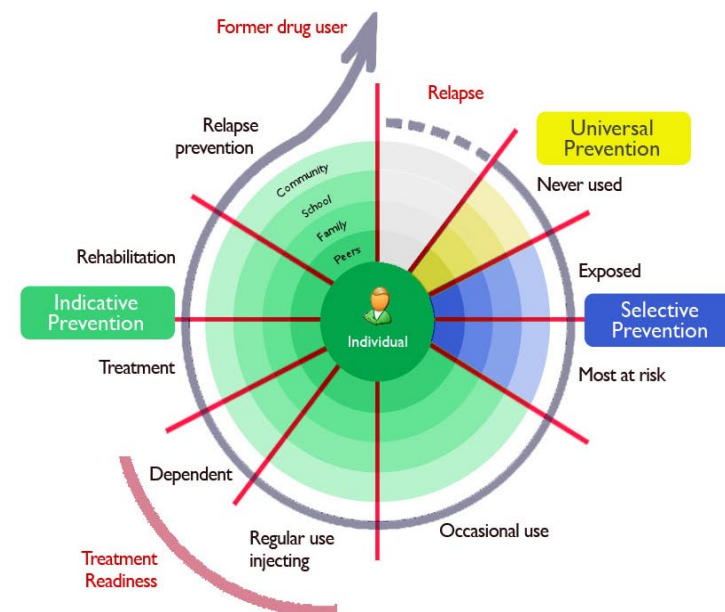 Former drug user
Relapse
Universal
Prevention
Never used
Exposed
Selective
Prevention
Most at risk
Occasional use
Regular use
injecting
Treatment
Readiness
Dependent
Treatment
Indicative
Prevention
Rehabilitation
Relapse
prevention
Community
School
Family
Peers
Individual